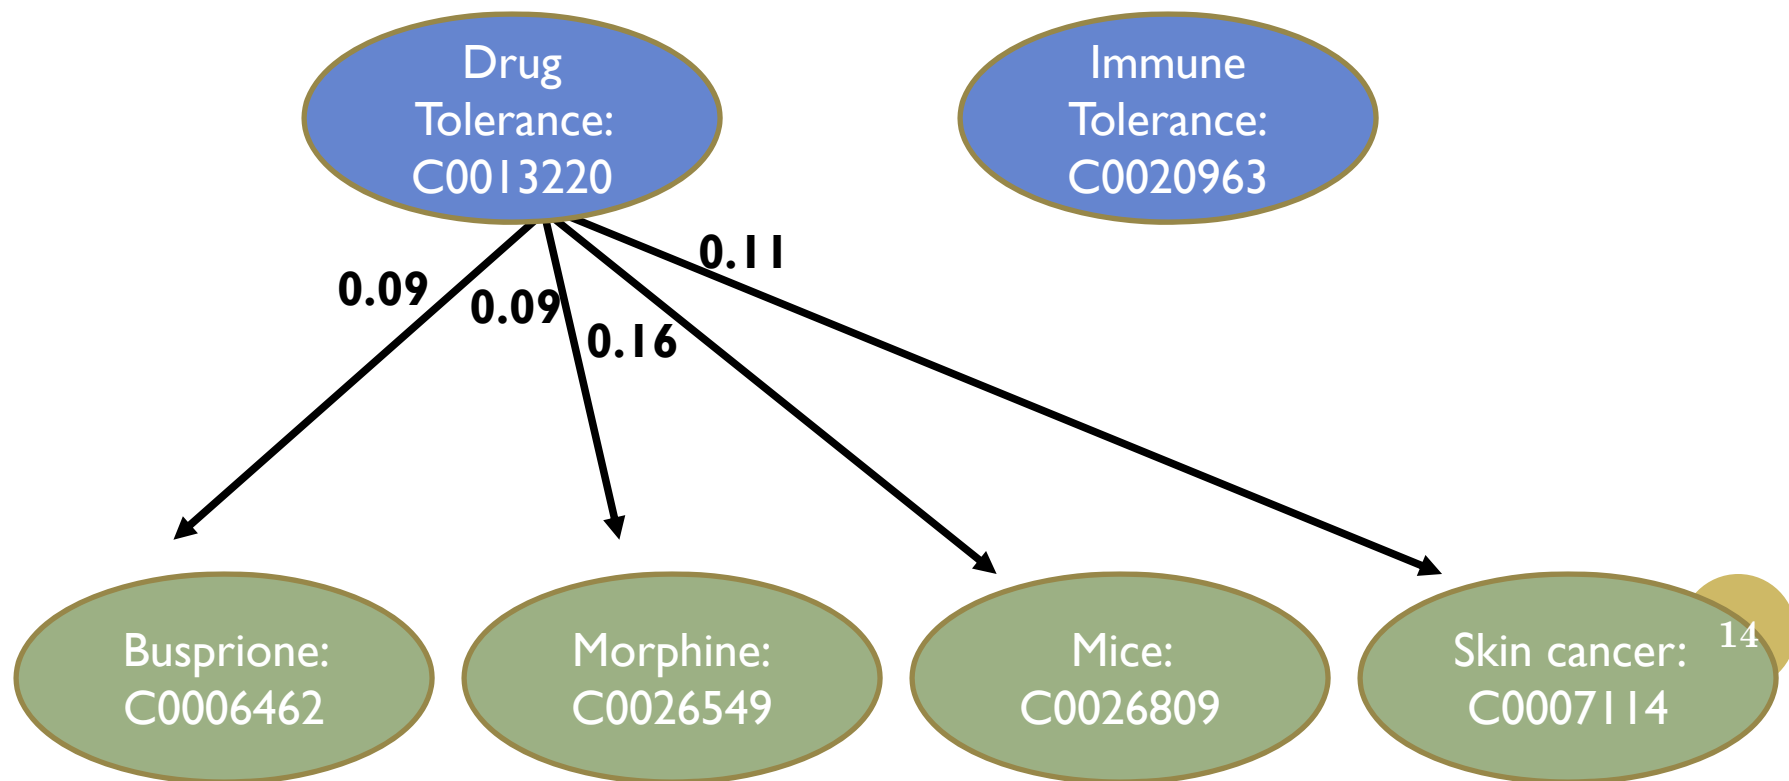 Drug
Tolerance:
C0013220
Immune
Tolerance:
C0020963
0.09
0.09
0.16
0.11
Busprione:
C0006462
Morphine:
C0026549
Mice:
C0026809
Skin cancer:
C0007114
14